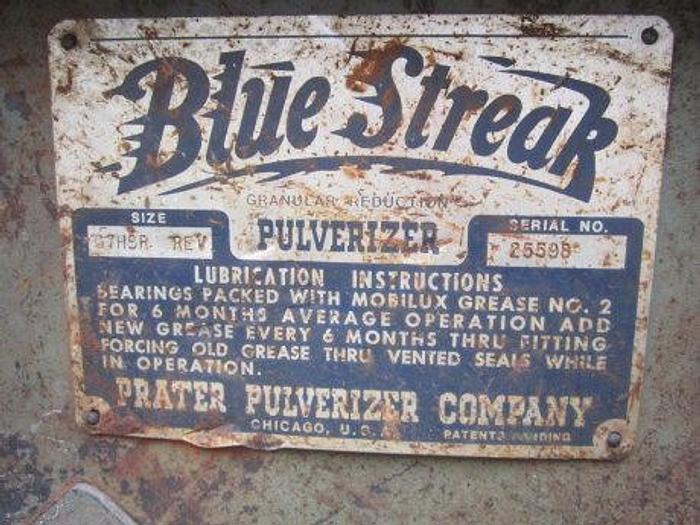 Blue Streak
GRANULAR REDUCTION
PULVERIZER
SIZE
REV
SERIAL NO.
25598
LUBRICATION INSTRUCTIONS
BEARINGS PACKED WITH MOBILUX GREASE NO. 2
FOR 6 MONTHS AVERAGE OPERATION ADD
NEW GREASE EVERY 6 MONTHS THRU FITTING
FORCING OLD GREASE THRU VENTED SEALS WHILE
IN OPERATION.
PRATER PULVERIZER COMPANY
CHICAGO, U. S. A.
PATENTS PENDING